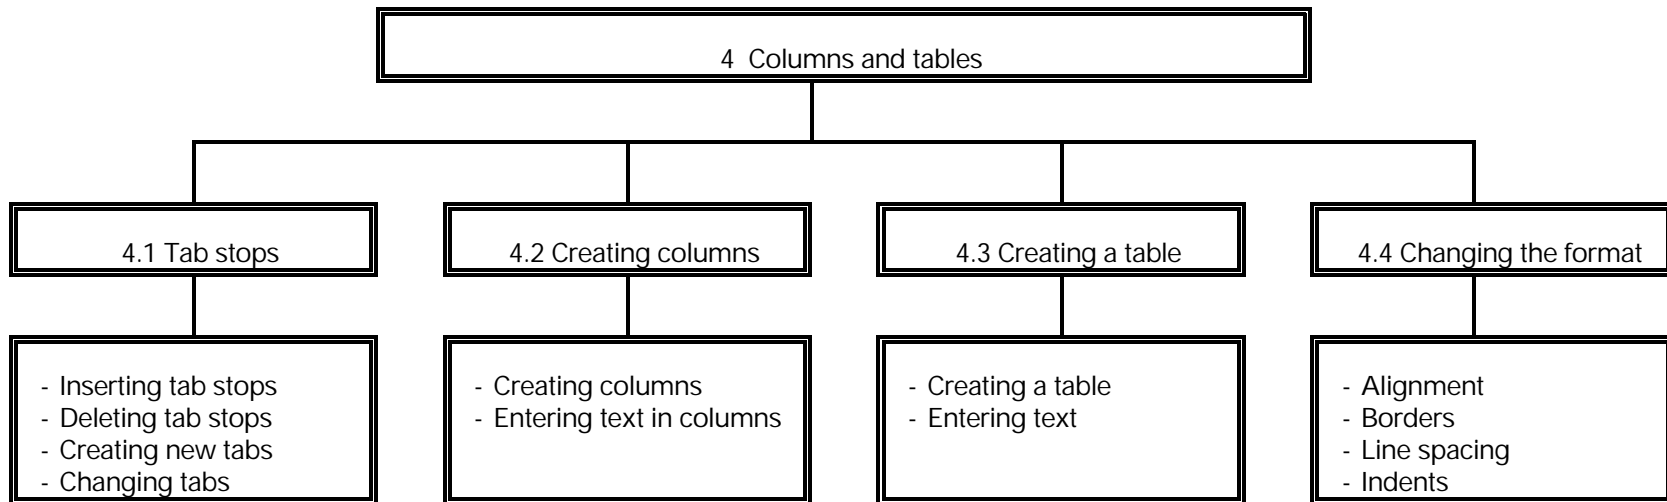 4 Columns and tables
4.1 Tab stops
4.2 Creating columns
4.3 Creating a table
4.4 Changing the format
- Inserting tab stops
- Deleting tab stops
- Creating new tabs
- Changing tabs
- Creating columns
- Entering text in columns
- Creating a table
- Entering text
- Alignment
- Borders
- Line spacing
- Indents